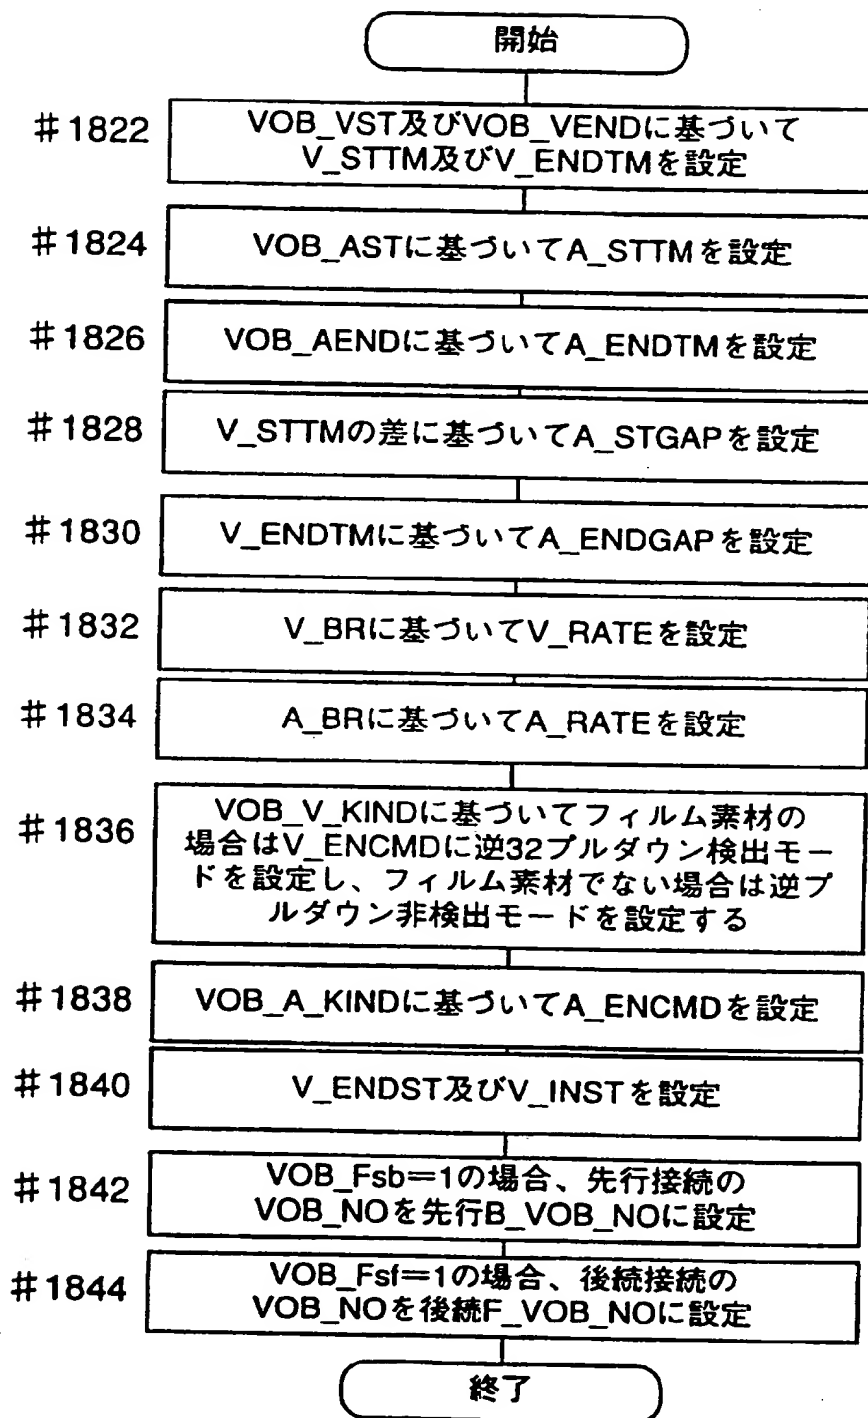 開始
#1822
VOB_VST及びVOB_VENDに基づいて
V_STTM及びV_ENDTMを設定
#1824
VOB_ASTに基づいてA_STTMを設定
#1826
VOB_AENDに基づいてA_ENDTMを設定
#1828
V_STTMの差に基づいてA_STGAPを設定
#1830
V_ENDTMに基づいてA_ENDGAPを設定
#1832
V_BRに基づいてV_RATEを設定
#1834
A_BRに基づいてA_RATEを設定
#1836
VOB_V_KINDに基づいてフィルム素材の
場合はV_ENCMDに逆32プルダウン検出モー
ドを設定し、フィルム素材でない場合は逆プ
ルダウン非検出モードを設定する
#1838
VOB_A_KINDに基づいてA_ENCMDを設定
#1840
V_ENDST及びV_INSTを設定
#1842
VOB_Fsb=1の場合、先行接続の
VOB_NOを先行B_VOB_NOに設定
#1844
VOB_Fsf=1の場合、後続接続の
VOB_NOを後続F_VOB_NOに設定
終了